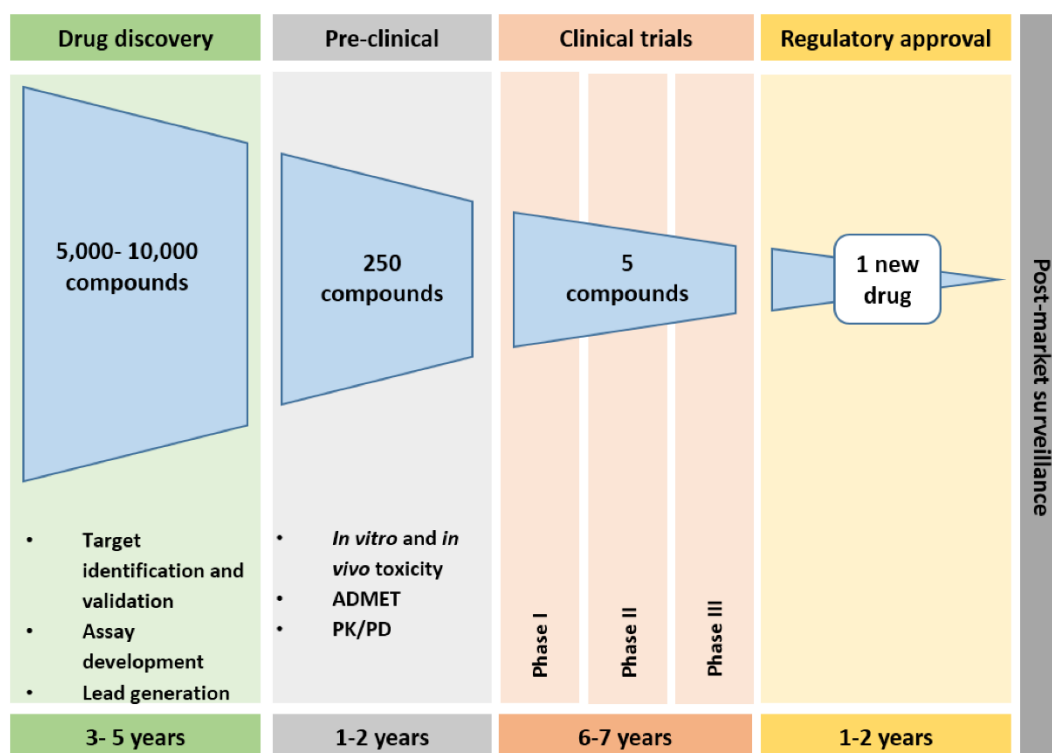 Drug discovery
Pre-clinical
Clinical trials
Regulatory approval
5,000- 10,000
compounds
250
compounds
5
compounds
1 new
drug
Post-market surveillance
• Target
identification and
validation
• Assay
development
• Lead generation
• In vitro and in
vivo toxicity
• ADMET
• PK/PD
Phase I
Phase II
Phase III
3- 5 years
1-2 years
6-7 years
1-2 years